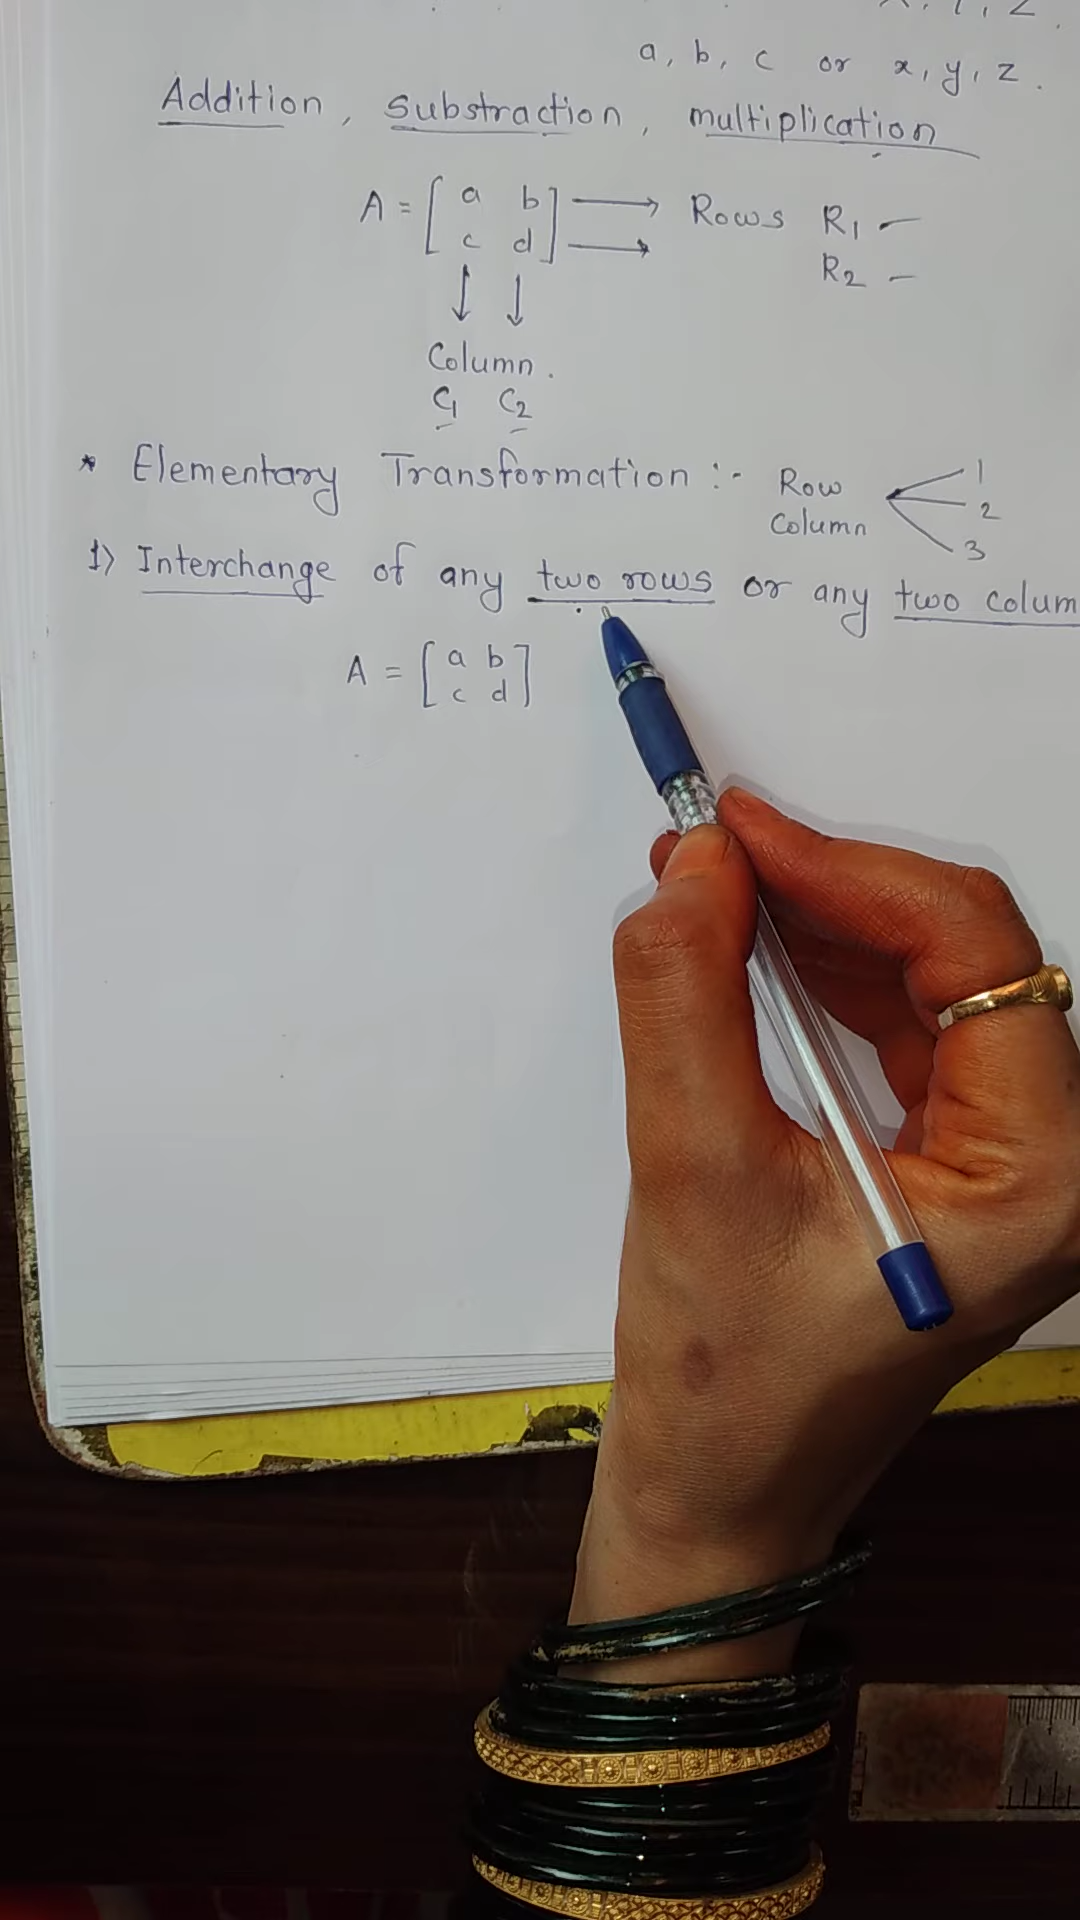 a, b, c or x, y, z.
Addition, substraction, multiplication
A = [ a b ] → Rows R1 –
[ c d ] → R2 –
↓ ↓
Column.
C1 C2
* Elementary Transformation :- Row 1
Column 2
3
1) Interchange of any two rows or any two colum
A = [ a b ]
[ c d ]